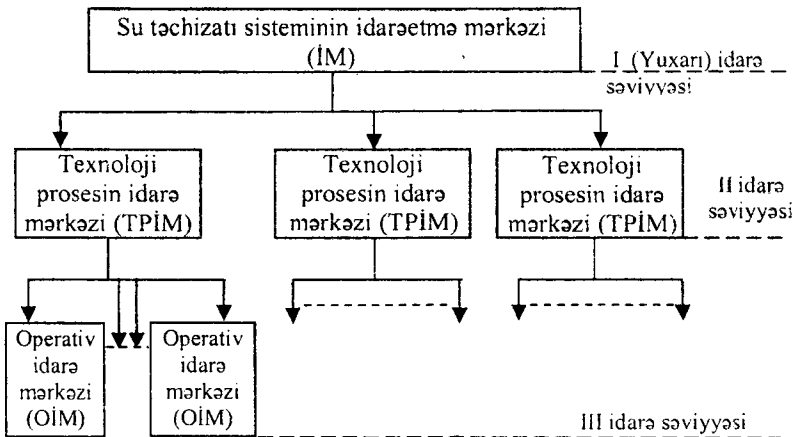 Su təchizatı sisteminin idarəetmə mərkəzi
(İM)
I (Yuxarı) idarə
səviyyəsi
Texnoloji
prosesin idarə
mərkəzi (TPİM)
Texnoloji
prosesin idarə
mərkəzi (TPİM)
Texnoloji
prosesin idarə
mərkəzi (TPİM)
II idarə
səviyyəsi
Operativ
idarə
mərkəzi
(OİM)
Operativ
idarə
mərkəzi
(OİM)
III idarə səviyyəsi